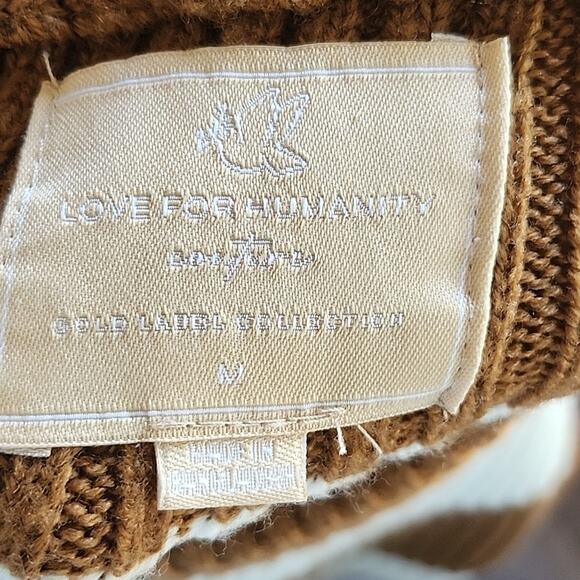 LOVE FOR HUMANITY
GOLD LABEL COLLECTION
M
MADE IN